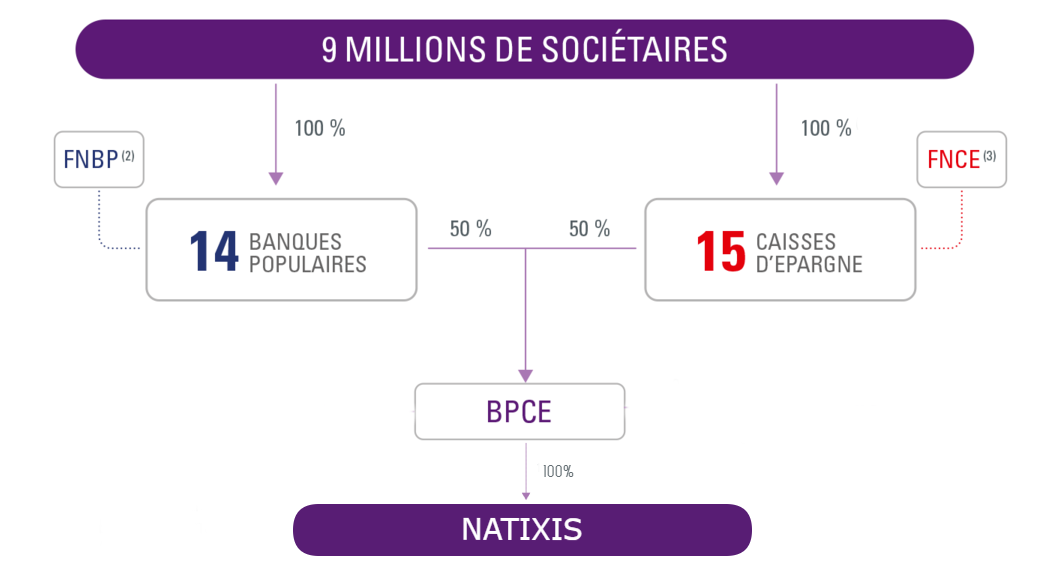 9 MILLIONS DE SOCIÉTAIRES
100 %
100 %
FNBP (2)
FNCE (3)
14 BANQUES
POPULAIRES
50 %
50 %
15 CAISSES
D'EPARGNE
BPCE
100%
NATIXIS